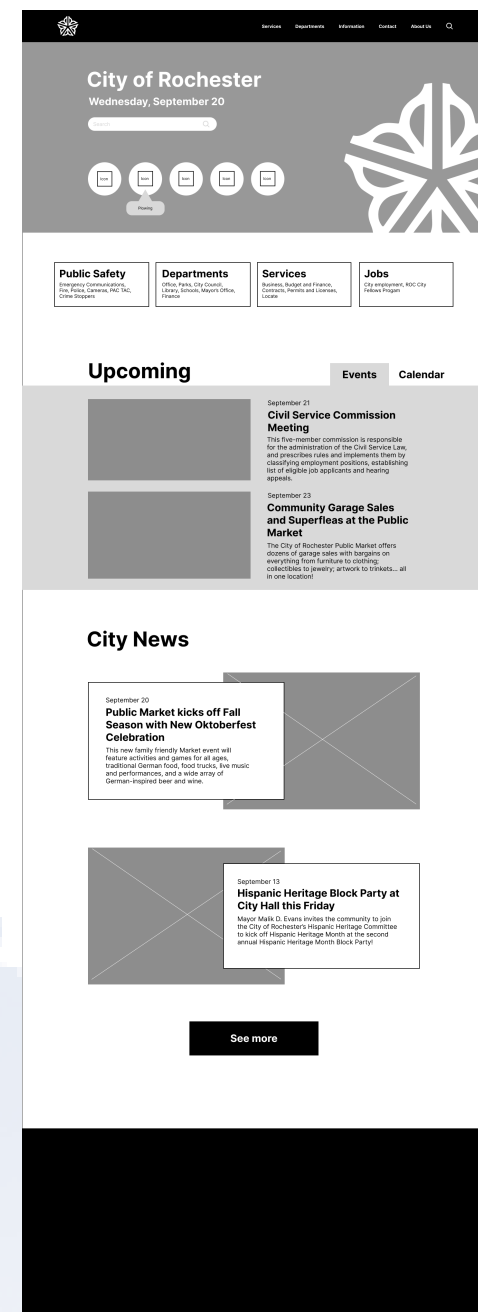 Services Departments Information Contact About Us
City of Rochester
Wednesday, September 20
Search
Icon Icon Icon Icon Icon
Plowing
Public Safety
Emergency Communications,
Fire, Police, Cameras, PAC TAC,
Crime Stoppers
Departments
Office, Parks, City Council,
Library, Schools, Mayor's Office,
Finance
Services
Business, Budget and Finance,
Contracts, Permits and Licenses,
Locate
Jobs
City employment, ROC City
Fellows Progam
Upcoming
Events Calendar
September 21
Civil Service Commission
Meeting
This five-member commission is responsible
for the administration of the Civil Service Law,
and prescribes rules and implements them by
classifying employment positions, establishing
list of eligible job applicants and hearing
appeals.
September 23
Community Garage Sales
and Superfleas at the Public
Market
The City of Rochester Public Market offers
dozens of garage sales with bargains on
everything from furniture to clothing;
collectibles to jewelry; artwork to trinkets... all
in one location!
City News
September 20
Public Market kicks off Fall
Season with New Oktoberfest
Celebration
This new family friendly Market event will
feature activities and games for all ages,
traditional German food, food trucks, live music
and performances, and a wide array of
German-inspired beer and wine.
September 13
Hispanic Heritage Block Party at
City Hall this Friday
Mayor Malik D. Evans invites the community to join
the City of Rochester's Hispanic Heritage Committee
to kick off Hispanic Heritage Month at the second
annual Hispanic Heritage Month Block Party!
See more